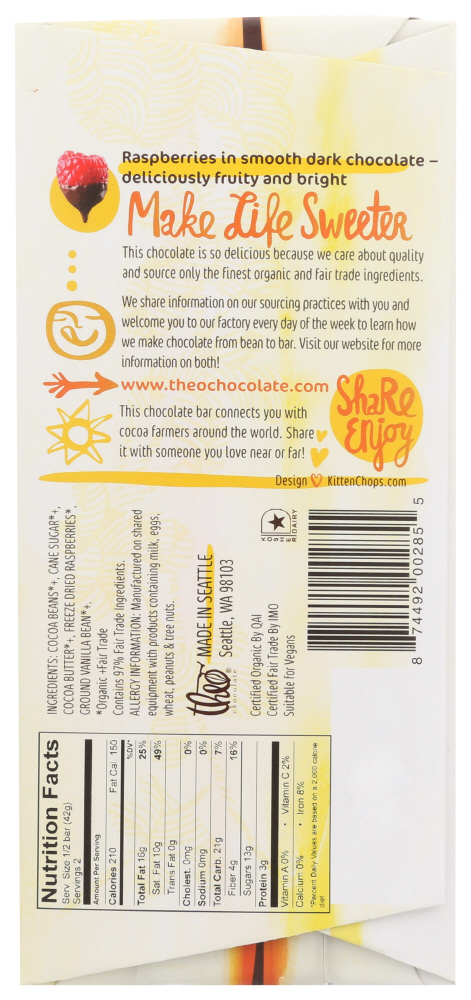 Raspberries in smooth dark chocolate –
deliciously fruity and bright
Make Life Sweeter
This chocolate is so delicious because we care about quality
and source only the finest organic and fair trade ingredients.
We share information on our sourcing practices with you and
welcome you to our factory every day of the week to learn how
we make chocolate from bean to bar. Visit our website for more
information on both!
www.theochocolate.com
This chocolate bar connects you with
cocoa farmers around the world. Share
it with someone you love near or far!
ShaRe
Enjoy
Design KittenChops.com
INGREDIENTS: COCOA BEANS*+, CANE SUGAR*+,
COCOA BUTTER*+, FREEZE DRIED RASPBERRIES*,
GROUND VANILLA BEAN*+.
*Organic +Fair Trade
Contains 97% Fair Trade Ingredients.
ALLERGY INFORMATION: Manufactured on shared
equipment with products containing milk, eggs,
wheat, peanuts & tree nuts.
theo®
chocolate
MADE IN SEATTLE
Seattle, WA 98103
Certified Organic By QAI
Certified Fair Trade By IMO
Suitable for Vegans
KOSHER
DAIRY
8 74492 00285 5
Nutrition Facts
Serv. Size 1/2 bar (42g)
Servings 2
Amount Per Serving
Calories 210 Fat Cal 150
%DV*
Total Fat 16g 25%
Sat. Fat 10g 49%
Trans Fat 0g
Cholest. 0mg 0%
Sodium 0mg 0%
Total Carb. 21g 7%
Fiber 4g 16%
Sugars 13g
Protein 3g
Vitamin A 0% • Vitamin C 2%
Calcium 0% • Iron 8%
*Percent Daily Values are based on a 2,000 calorie
diet.